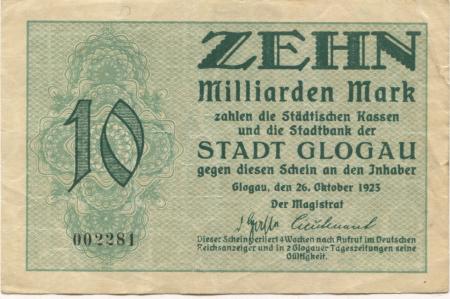 ZEHN
Milliarden Mark
zahlen die Städtischen Kassen
und die Stadtbank der
STADT GLOGAU
gegen diesen Schein an den Inhaber
Glogau, den 26. Oktober 1923
Der Magistrat
10
002281
Dieser Schein verliert 4 Wochen nach Aufruf im Deutschen
Reichsanzeiger und in 2 Glogauer Tageszeitungen seine
Gültigkeit.